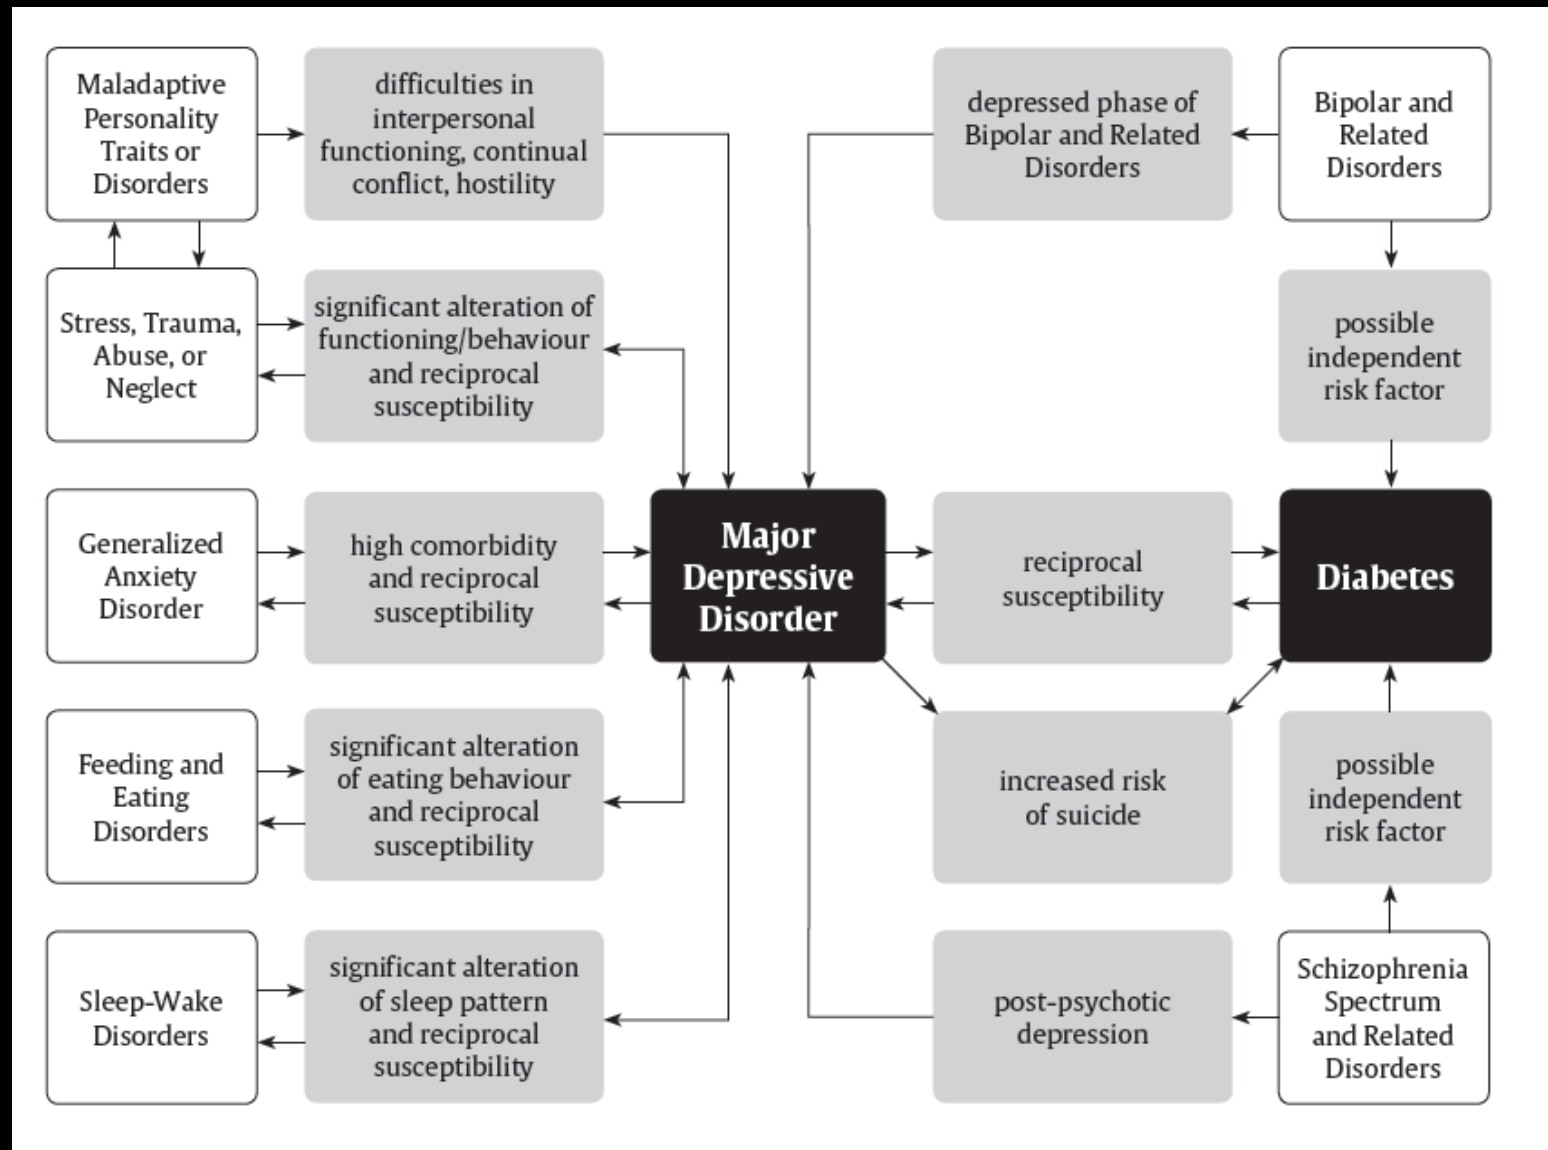 Maladaptive
Personality
Traits or
Disorders
difficulties in
interpersonal
functioning, continual
conflict, hostility
depressed phase of
Bipolar and Related
Disorders
Bipolar and
Related
Disorders
Stress, Trauma,
Abuse, or
Neglect
significant alteration of
functioning/behaviour
and reciprocal
susceptibility
possible
independent
risk factor
Generalized
Anxiety
Disorder
high comorbidity
and reciprocal
susceptibility
Major
Depressive
Disorder
reciprocal
susceptibility
Diabetes
Feeding and
Eating
Disorders
significant alteration
of eating behaviour
and reciprocal
susceptibility
increased risk
of suicide
possible
independent
risk factor
Sleep-Wake
Disorders
significant alteration
of sleep pattern
and reciprocal
susceptibility
post-psychotic
depression
Schizophrenia
Spectrum
and Related
Disorders